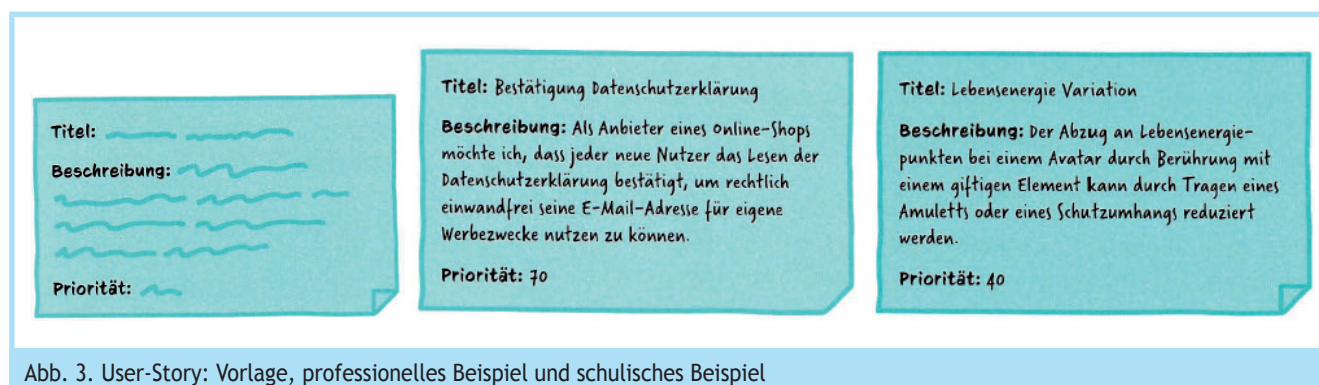 Titel:
Beschreibung:
Priorität:
Titel: Bestätigung Datenschutzerklärung
Beschreibung: Als Anbieter eines Online-Shops
möchte ich, dass jeder neue Nutzer das Lesen der
Datenschutzerklärung bestätigt, um rechtlich
einwandfrei seine E-Mail-Adresse für eigene
Werbezwecke nutzen zu können.
Priorität: 70
Titel: Lebensenergie Variation
Beschreibung: Der Abzug an Lebensenergie-
punkten bei einem Avatar durch Berührung mit
einem giftigen Element kann durch Tragen eines
Amuletts oder eines Schutzumhangs reduziert
werden.
Priorität: 40
Abb. 3. User-Story: Vorlage, professionelles Beispiel und schulisches Beispiel